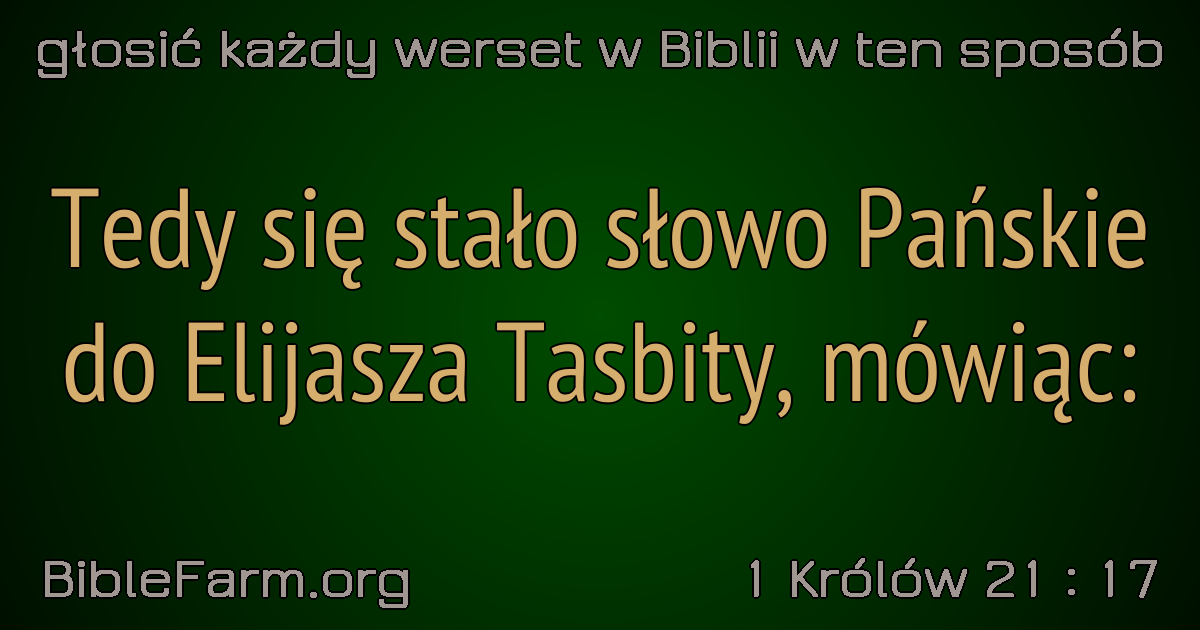 głosić każdy werset w Biblii w ten sposób
Tedy się stało słowo Pańskie
do Elijasza Tasbity, mówiąc:
BibleFarm.org
1 Królów 21 : 17